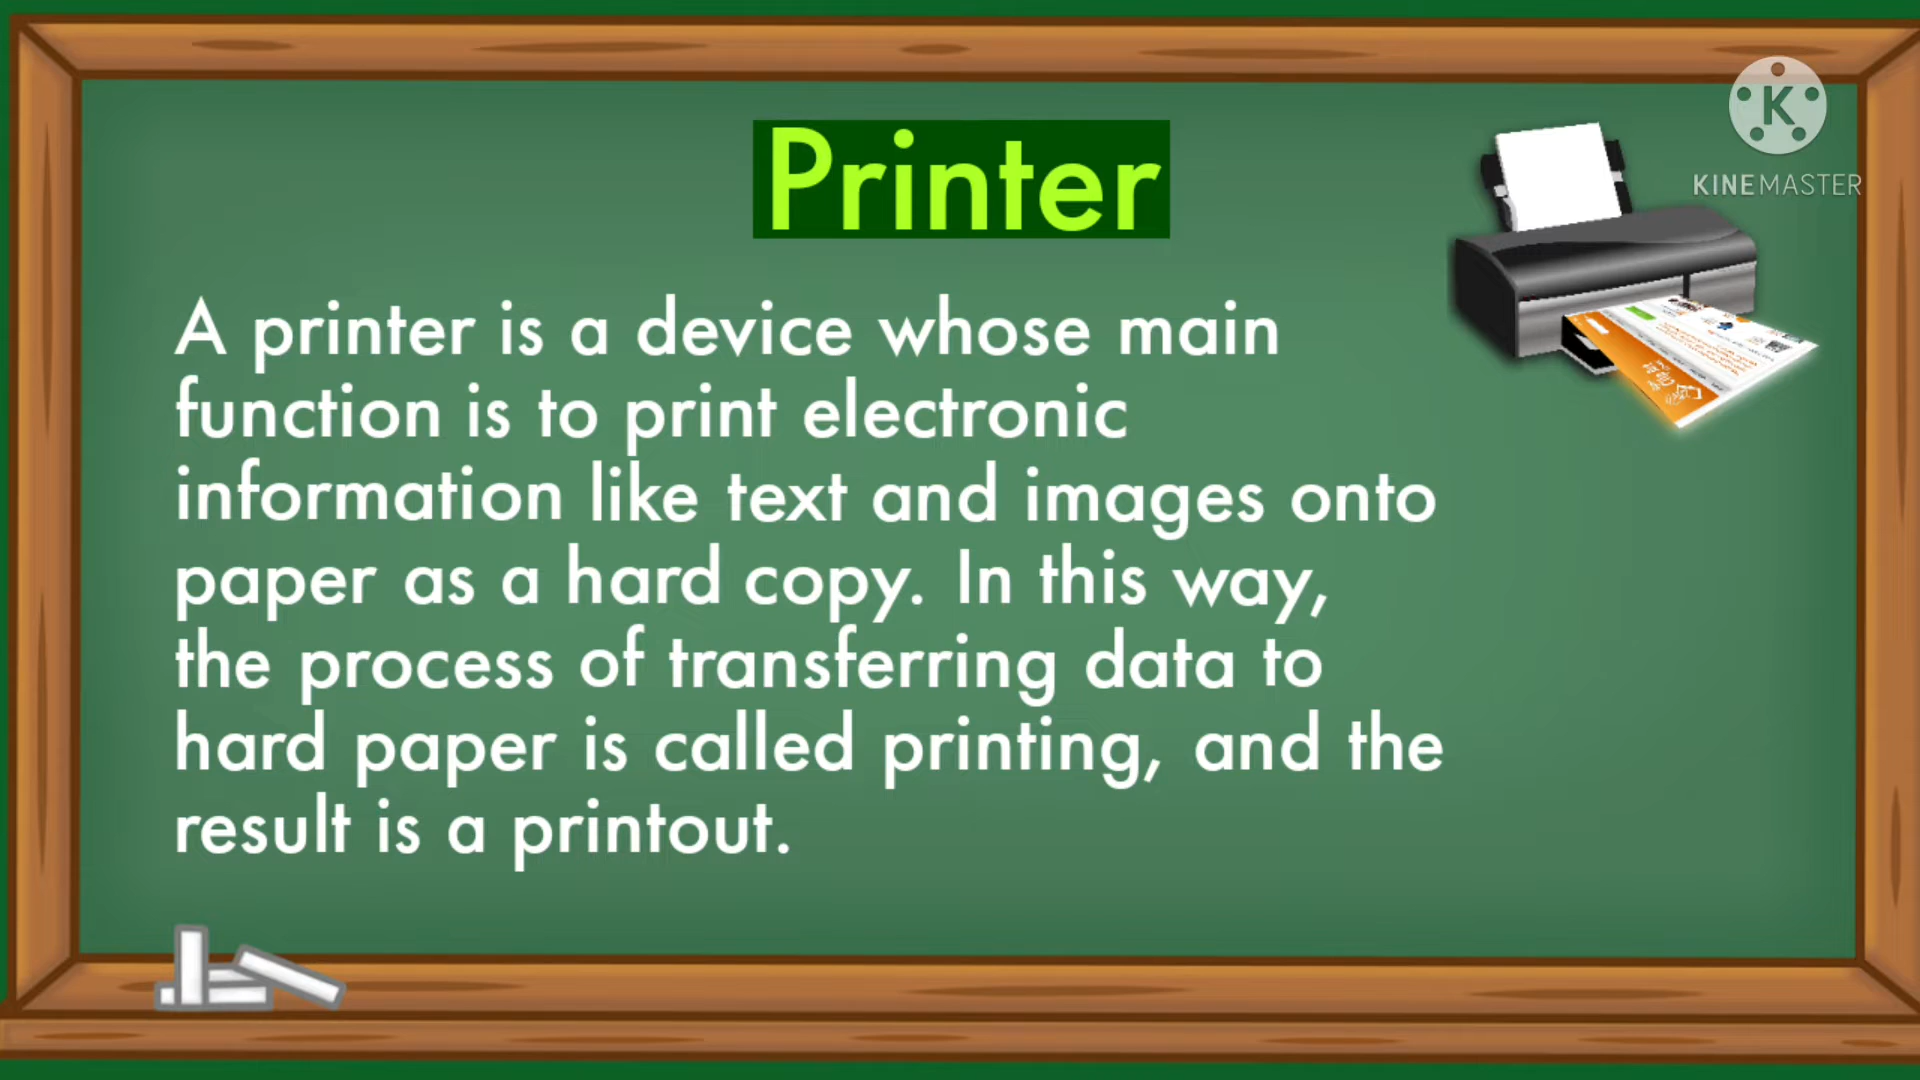 Printer
K
KINEMASTER
A printer is a device whose main
function is to print electronic
information like text and images onto
paper as a hard copy. In this way,
the process of transferring data to
hard paper is called printing, and the
result is a printout.